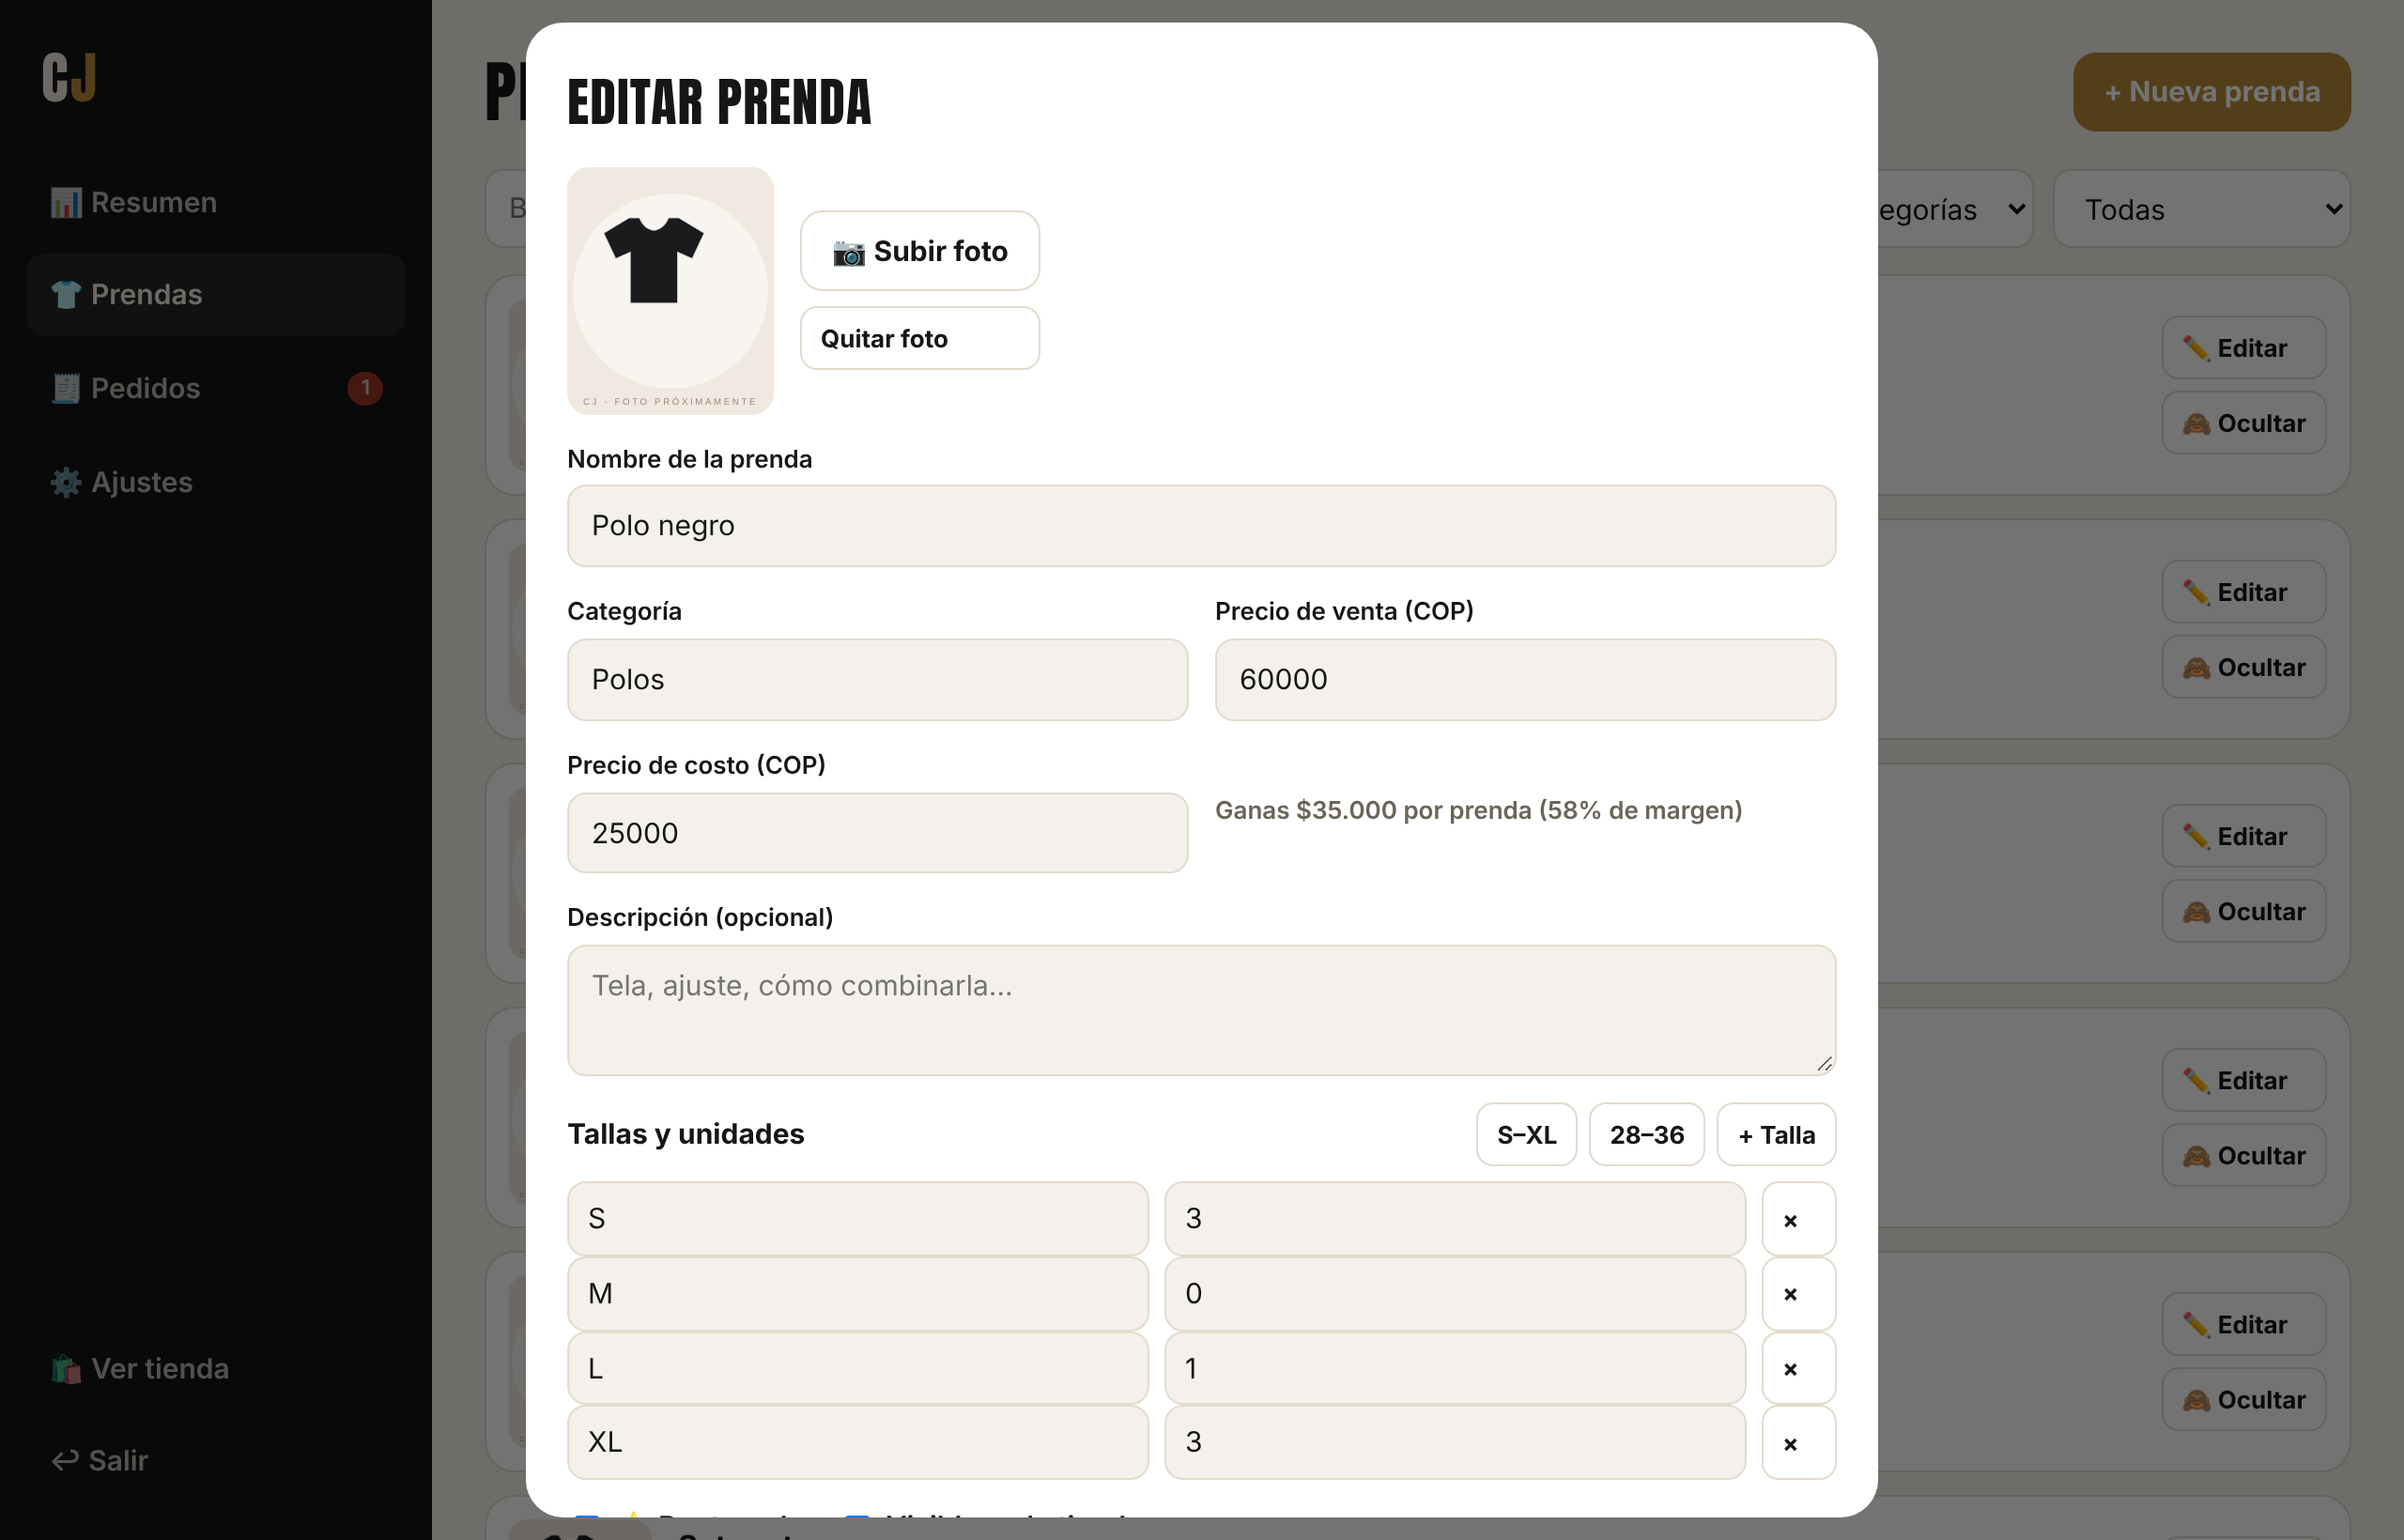 CJ
📊 Resumen
👕 Prendas
🧾 Pedidos 1
⚙️ Ajustes
🛍️ Ver tienda
↩ Salir
+ Nueva prenda
egorías
Todas
EDITAR PRENDA
CJ · FOTO PRÓXIMAMENTE
📷 Subir foto
Quitar foto
Nombre de la prenda
Polo negro
Categoría
Precio de venta (COP)
Polos
60000
Precio de costo (COP)
25000
Ganas $35.000 por prenda (58% de margen)
Descripción (opcional)
Tela, ajuste, cómo combinarla...
Tallas y unidades
S–XL
28–36
+ Talla
S
3
×
M
0
×
L
1
×
XL
3
×
✏️ Editar
🙈 Ocultar
✏️ Editar
🙈 Ocultar
✏️ Editar
🙈 Ocultar
✏️ Editar
🙈 Ocultar
✏️ Editar
🙈 Ocultar